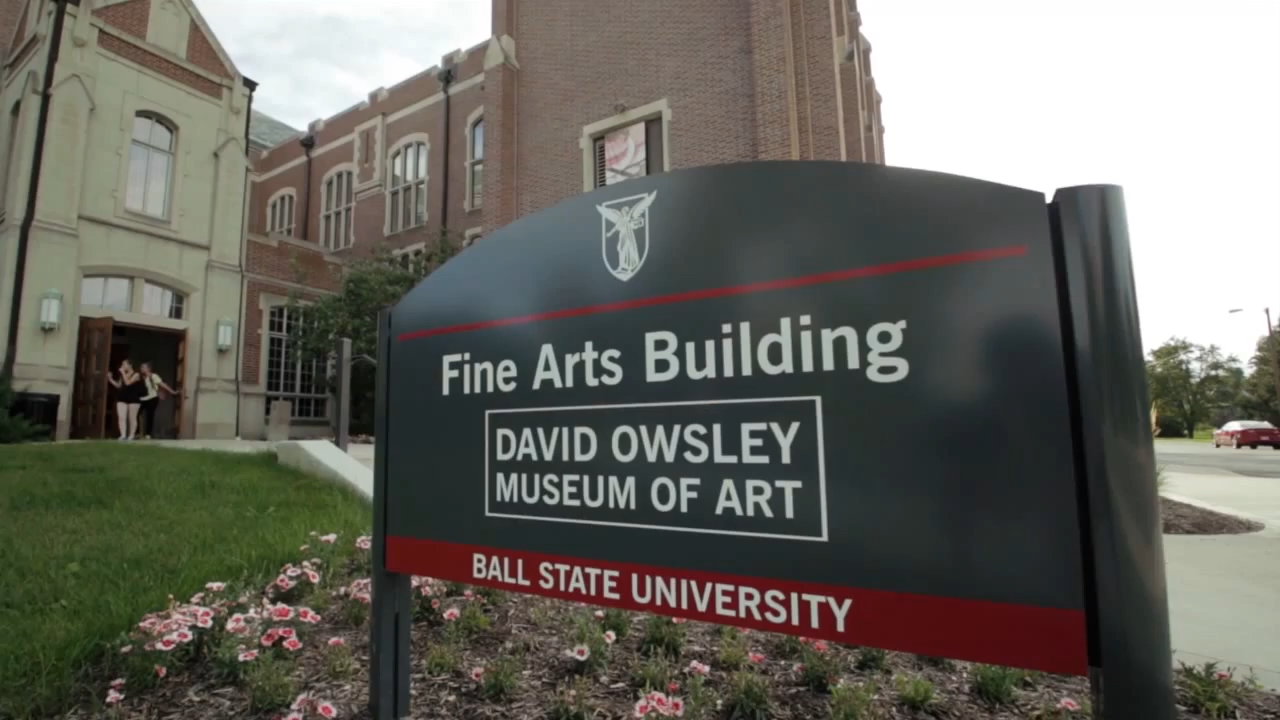 Fine Arts Building
DAVID OWSLEY
MUSEUM OF ART
BALL STATE UNIVERSITY